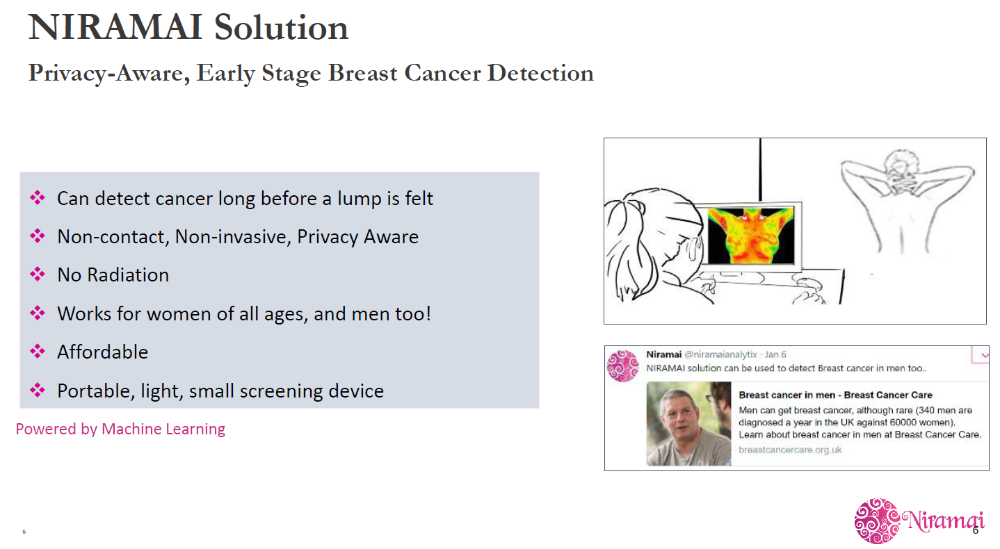 NIRAMAI Solution
Privacy-Aware, Early Stage Breast Cancer Detection
❖ Can detect cancer long before a lump is felt
❖ Non-contact, Non-invasive, Privacy Aware
❖ No Radiation
❖ Works for women of all ages, and men too!
❖ Affordable
❖ Portable, light, small screening device
Powered by Machine Learning
Niramai @niramaianalytix · Jan 6
NIRAMAI solution can be used to detect Breast cancer in men too..
Breast cancer in men - Breast Cancer Care
Men can get breast cancer, although rare (340 men are
diagnosed a year in the UK against 60000 women).
Learn about breast cancer in men at Breast Cancer Care.
breastcancercare.org.uk
Niramai
6
6